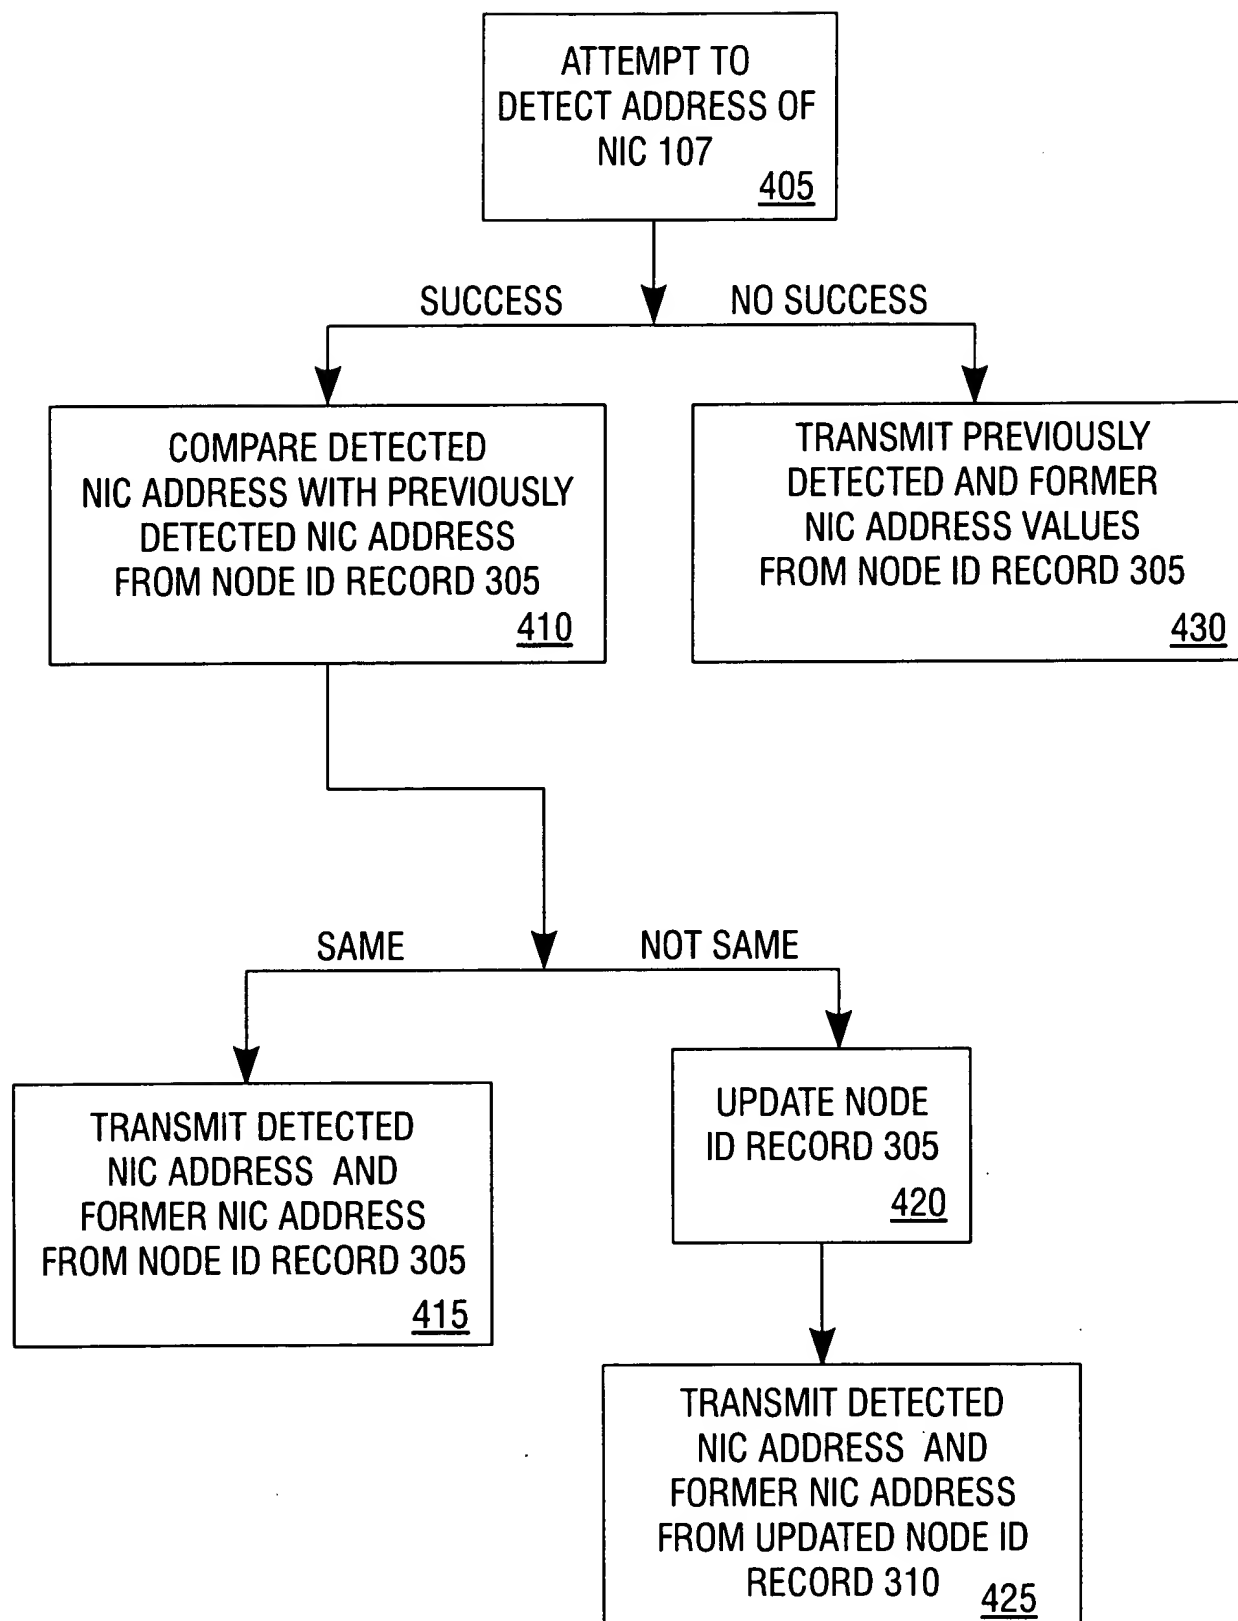 ATTEMPT TO
DETECT ADDRESS OF
NIC 107
405
SUCCESS
NO SUCCESS
COMPARE DETECTED
NIC ADDRESS WITH PREVIOUSLY
DETECTED NIC ADDRESS
FROM NODE ID RECORD 305
410
TRANSMIT PREVIOUSLY
DETECTED AND FORMER
NIC ADDRESS VALUES
FROM NODE ID RECORD 305
430
SAME
NOT SAME
TRANSMIT DETECTED
NIC ADDRESS AND
FORMER NIC ADDRESS
FROM NODE ID RECORD 305
415
UPDATE NODE
ID RECORD 305
420
TRANSMIT DETECTED
NIC ADDRESS AND
FORMER NIC ADDRESS
FROM UPDATED NODE ID
RECORD 310
425